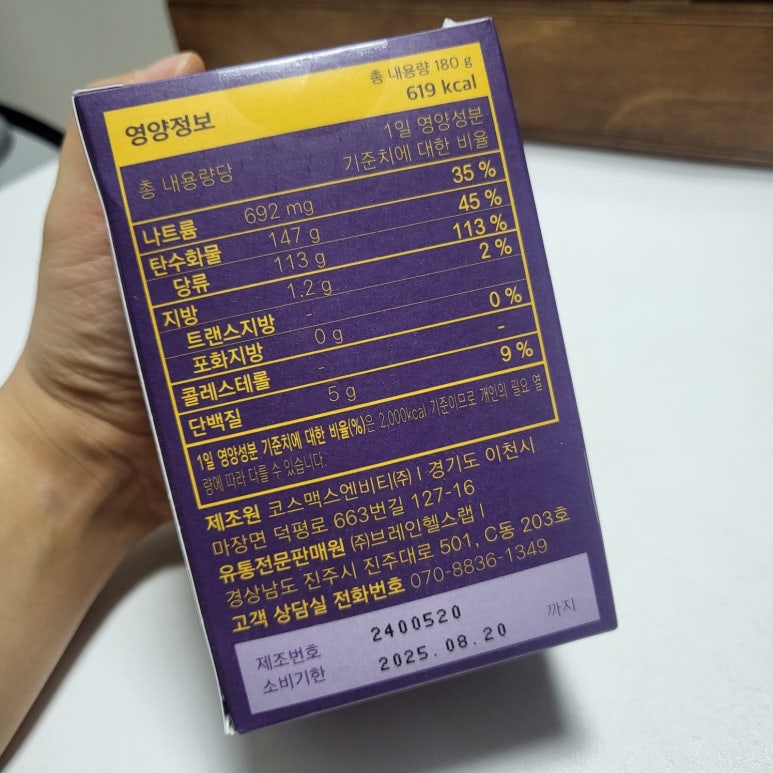 영양정보
총 내용량 180 g
619 kcal
총 내용량당
1일 영양성분
기준치에 대한 비율
나트륨 692 mg 35 %
탄수화물 147 g 45 %
당류 113 g 113 %
지방 1.2 g 2 %
트랜스지방 -
포화지방 0 g 0 %
콜레스테롤 - -
단백질 5 g 9 %
1일 영양성분 기준치에 대한 비율(%)은 2,000kcal 기준이므로 개인의 필요 열
량에 따라 다를 수 있습니다.
제조원 코스맥스엔비티(주) | 경기도 이천시
마장면 덕평로 663번길 127-16
유통전문판매원 (주)브레인헬스랩 |
경상남도 진주시 진주대로 501, C동 203호
고객 상담실 전화번호 070-8836-1349
제조번호 2400520
소비기한 2025.08.20 까지